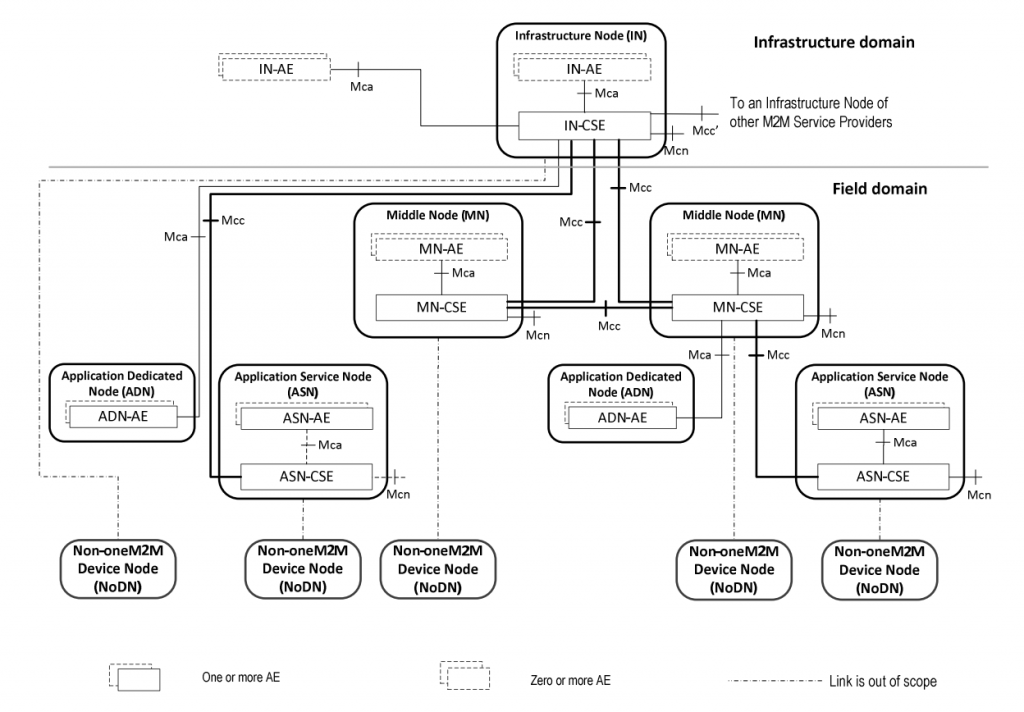 Infrastructure Node (IN)
Infrastructure domain
IN-AE
Mca
IN-AE
Mca
IN-CSE
Mcc'
To an Infrastructure Node of
other M2M Service Providers
Mcn
Field domain
Mcc
Mca
Mcc
Mcc
Middle Node (MN)
MN-AE
Mca
MN-CSE
Mcn
Mcc
Middle Node (MN)
MN-AE
Mca
MN-CSE
Mcn
Mca
Mcc
Application Dedicated
Node (ADN)
ADN-AE
Application Service Node
(ASN)
ASN-AE
Mca
ASN-CSE
Mcn
Application Dedicated
Node (ADN)
ADN-AE
Application Service Node
(ASN)
ASN-AE
Mca
ASN-CSE
Mcn
Non-oneM2M
Device Node
(NoDN)
Non-oneM2M
Device Node
(NoDN)
Non-oneM2M
Device Node
(NoDN)
Non-oneM2M
Device Node
(NoDN)
Non-oneM2M
Device Node
(NoDN)
One or more AE
Zero or more AE
Link is out of scope